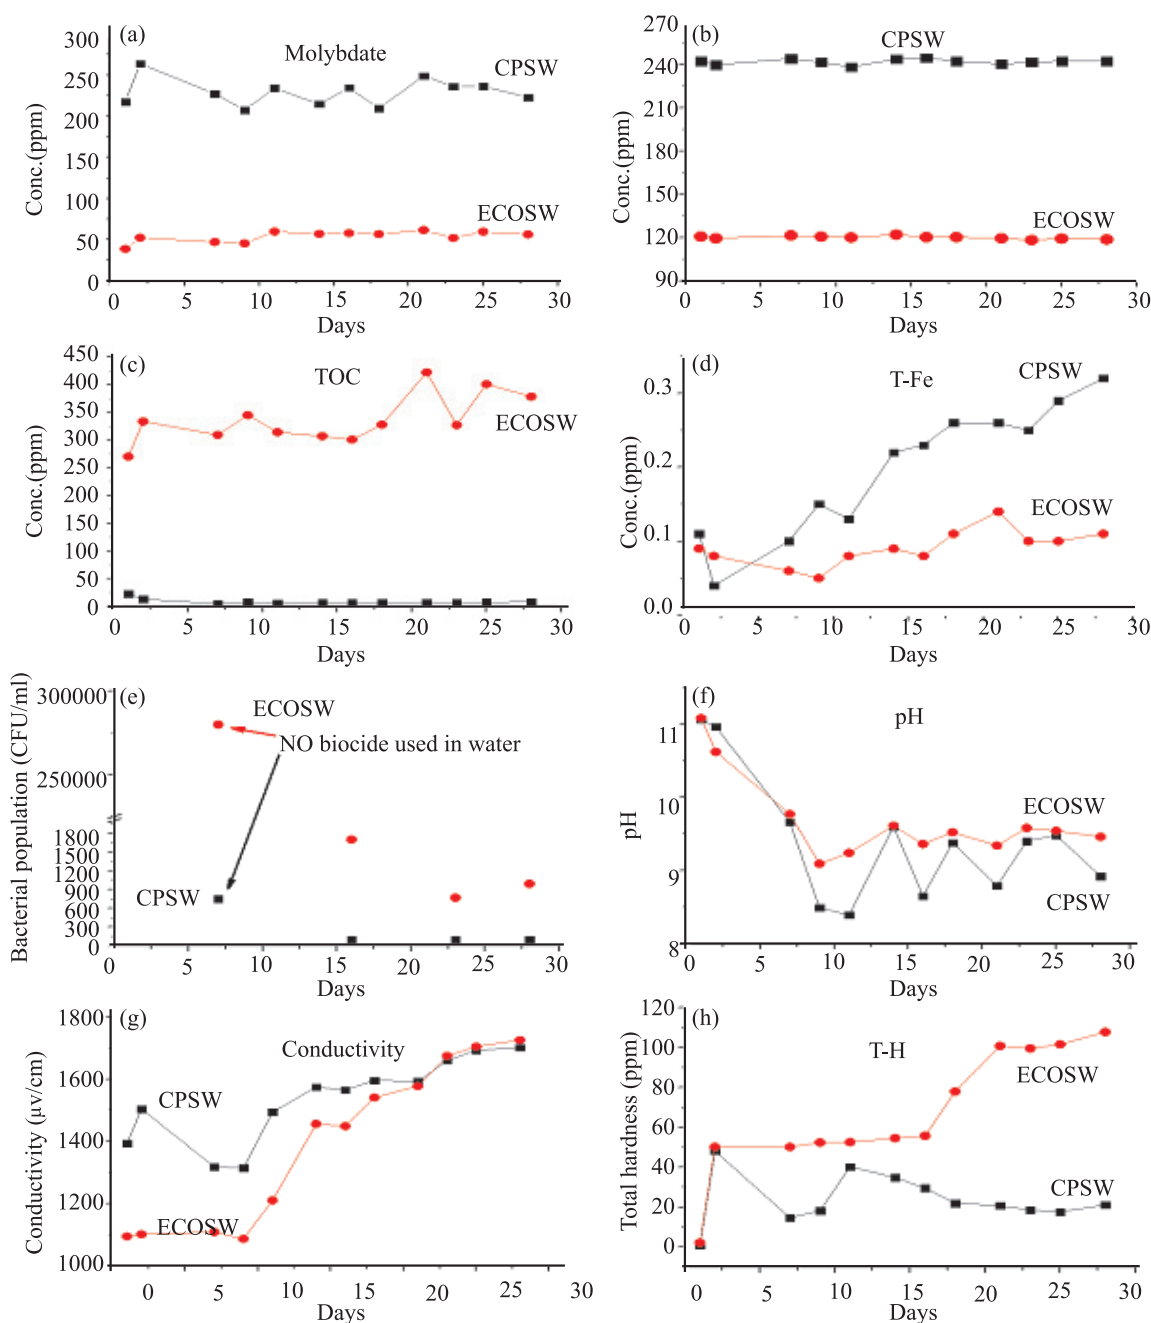 (a)
Molybdate
CPSW
ECOSW
Conc.(ppm)
300
250
200
150
100
50
0
0 5 10 15 20 25 30
Days
(b)
CPSW
ECOSW
Conc.(ppm)
270
240
210
180
150
120
90
0 5 10 15 20 25 30
Days
(c)
TOC
ECOSW
Conc.(ppm)
450
400
350
300
250
300
150
100
50
0
0 5 10 15 20 25 30
Days
(d)
T-Fe
CPSW
ECOSW
Conc.(ppm)
0.3
0.2
0.1
0.0
0 5 10 15 20 25 30
Days
(e)
ECOSW
NO biocide used in water
CPSW
Bacterial population (CFU/ml)
300000
250000
1800
1500
1200
900
600
300
0
0 5 10 15 20 25 30
Days
(f)
pH
ECOSW
CPSW
pH
11
10
9
8
0 5 10 15 20 25 30
Days
(g)
Conductivity
CPSW
ECOSW
Conductivity (μv/cm)
1800
1600
1400
1200
1000
0 5 10 15 20 25 30
Days
(h)
T-H
ECOSW
CPSW
Total hardness (ppm)
120
100
80
60
40
20
0
0 5 10 15 20 25 30
Days